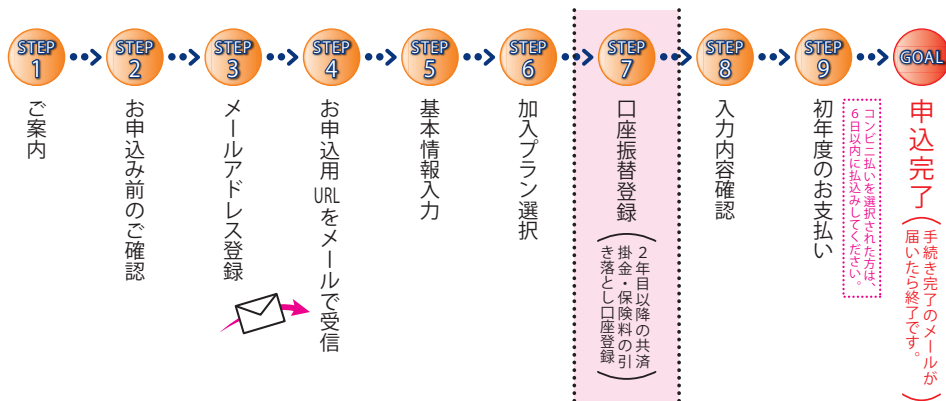 STEP
1
ご案内
STEP
2
お申込み前のご確認
STEP
3
メールアドレス登録
STEP
4
お申込用URLをメールで受信
STEP
5
基本情報入力
STEP
6
加入プラン選択
STEP
7
口座振替登録
(2年目以降の共済
掛金・保険料の引
き落とし口座登録)
STEP
8
入力内容確認
STEP
9
初年度のお支払い
コンビニ払いを選択された方は、
6日以内に払込みしてください。
GOAL
申込完了
(手続き完了のメールが
届いたら終了です。)